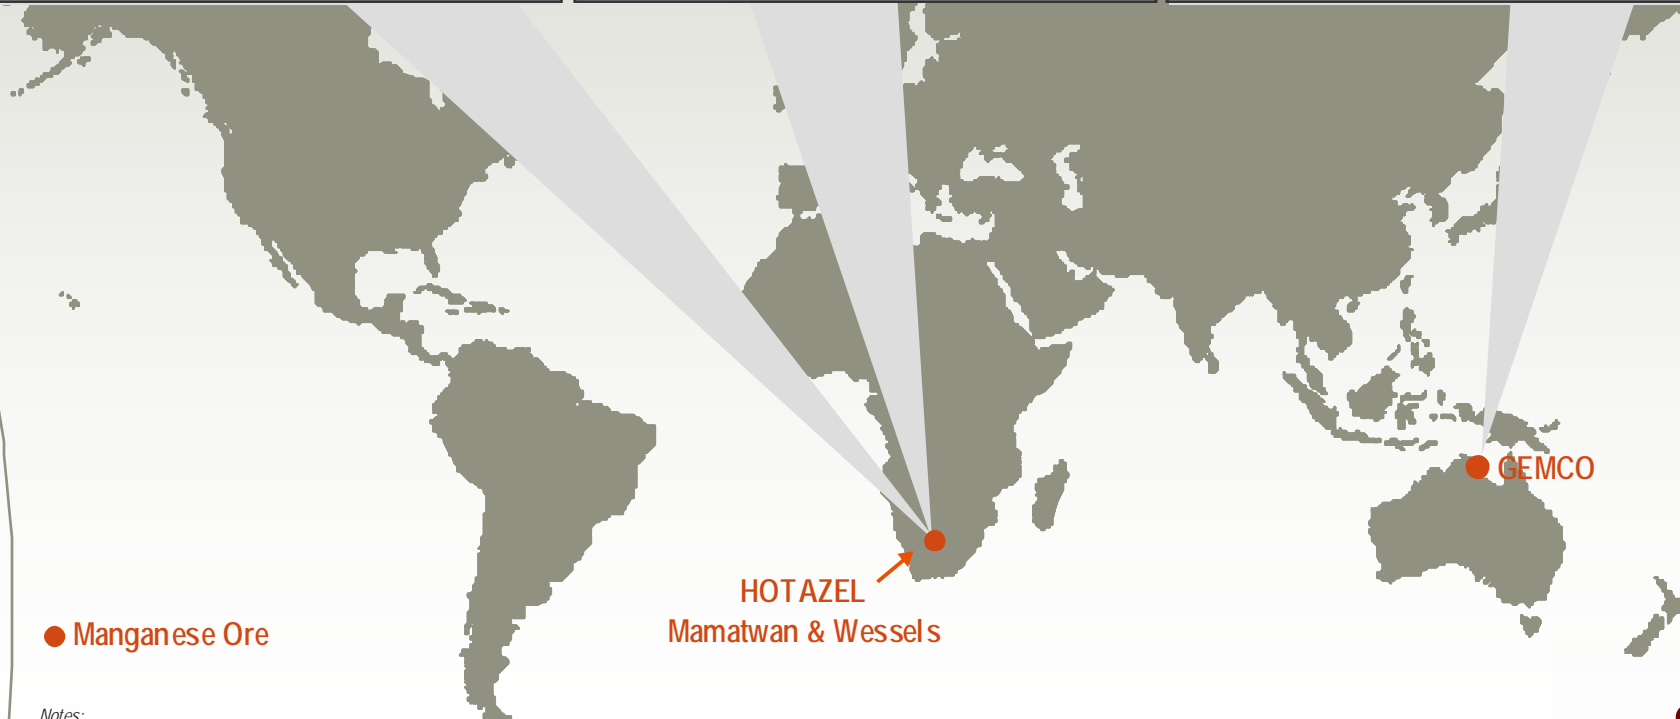 GEMCO
HOTAZEL
Mamatwan & Wessels
Manganese Ore
Notes: